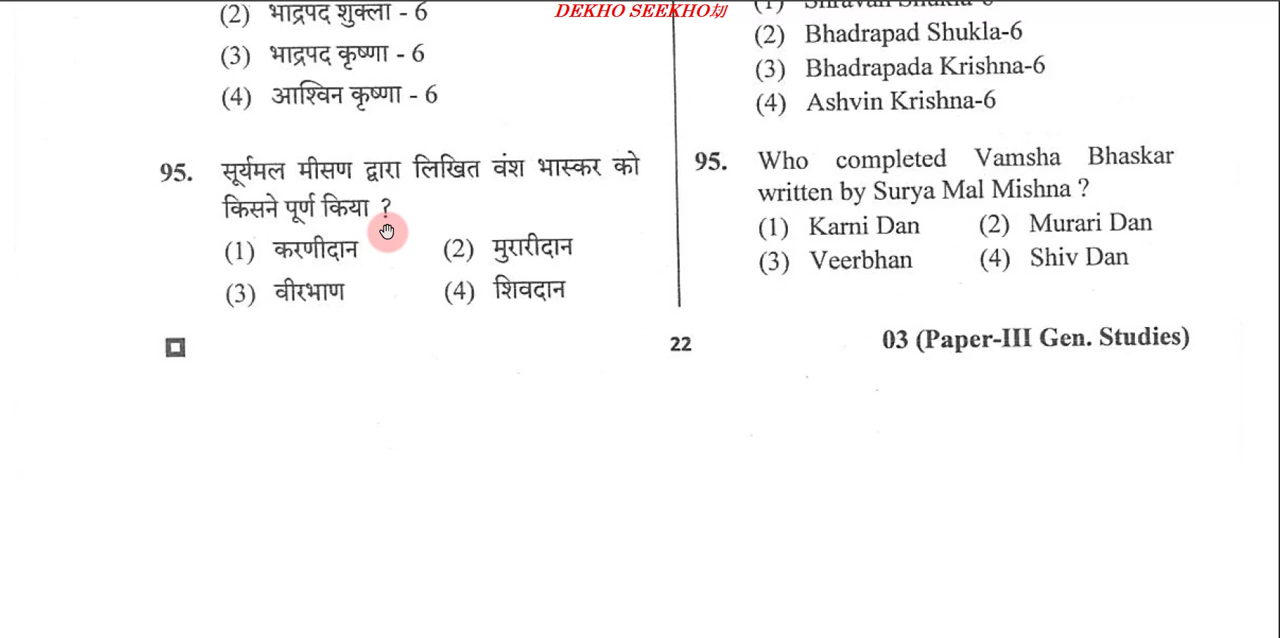 DEKHO SEEKHO
(2) भाद्रपद शुक्ला - 6
(3) भाद्रपद कृष्णा - 6
(4) आश्विन कृष्णा - 6
95. सूर्यमल मीसण द्वारा लिखित वंश भास्कर को
किसने पूर्ण किया ?
(1) करणीदान (2) मुरारीदान
(3) वीरभाण (4) शिवदान
(2) Bhadrapad Shukla-6
(3) Bhadrapada Krishna-6
(4) Ashvin Krishna-6
95. Who completed Vamsha Bhaskar
written by Surya Mal Mishna ?
(1) Karni Dan (2) Murari Dan
(3) Veerbhan (4) Shiv Dan
22
03 (Paper-III Gen. Studies)